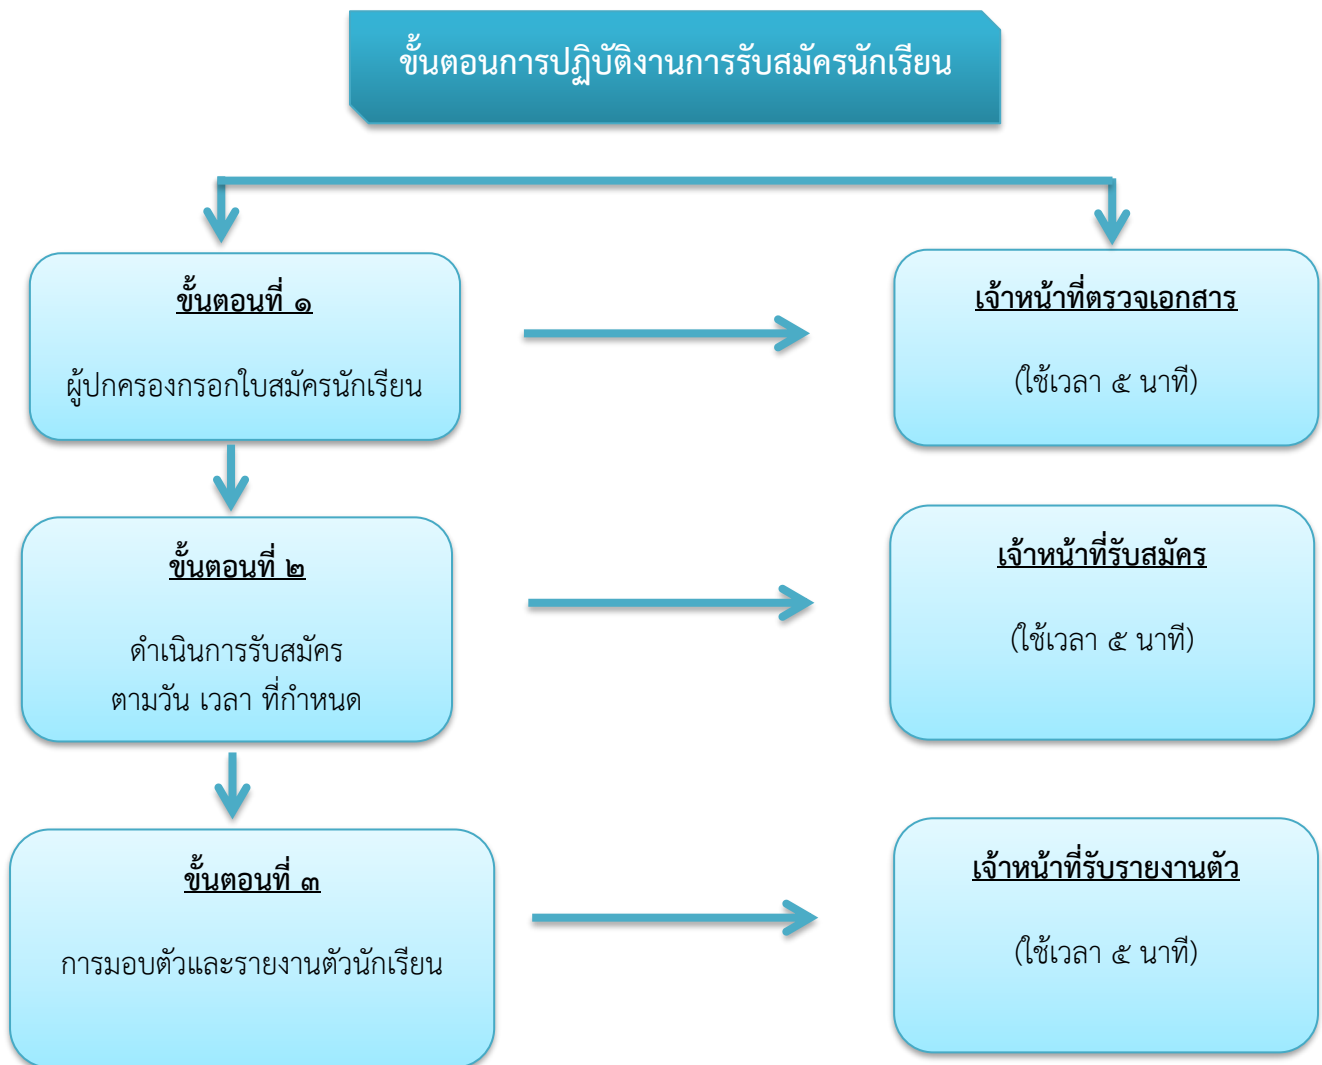 ขั้นตอนการปฏิบัติงานการรับสมัครนักเรียน
ขั้นตอนที่ ๑
ผู้ปกครองกรอกใบสมัครนักเรียน
เจ้าหน้าที่ตรวจเอกสาร
(ใช้เวลา ๕ นาที)
ขั้นตอนที่ ๒
ดำเนินการรับสมัคร
ตามวัน เวลา ที่กำหนด
เจ้าหน้าที่รับสมัคร
(ใช้เวลา ๕ นาที)
ขั้นตอนที่ ๓
การมอบตัวและรายงานตัวนักเรียน
เจ้าหน้าที่รับรายงานตัว
(ใช้เวลา ๕ นาที)